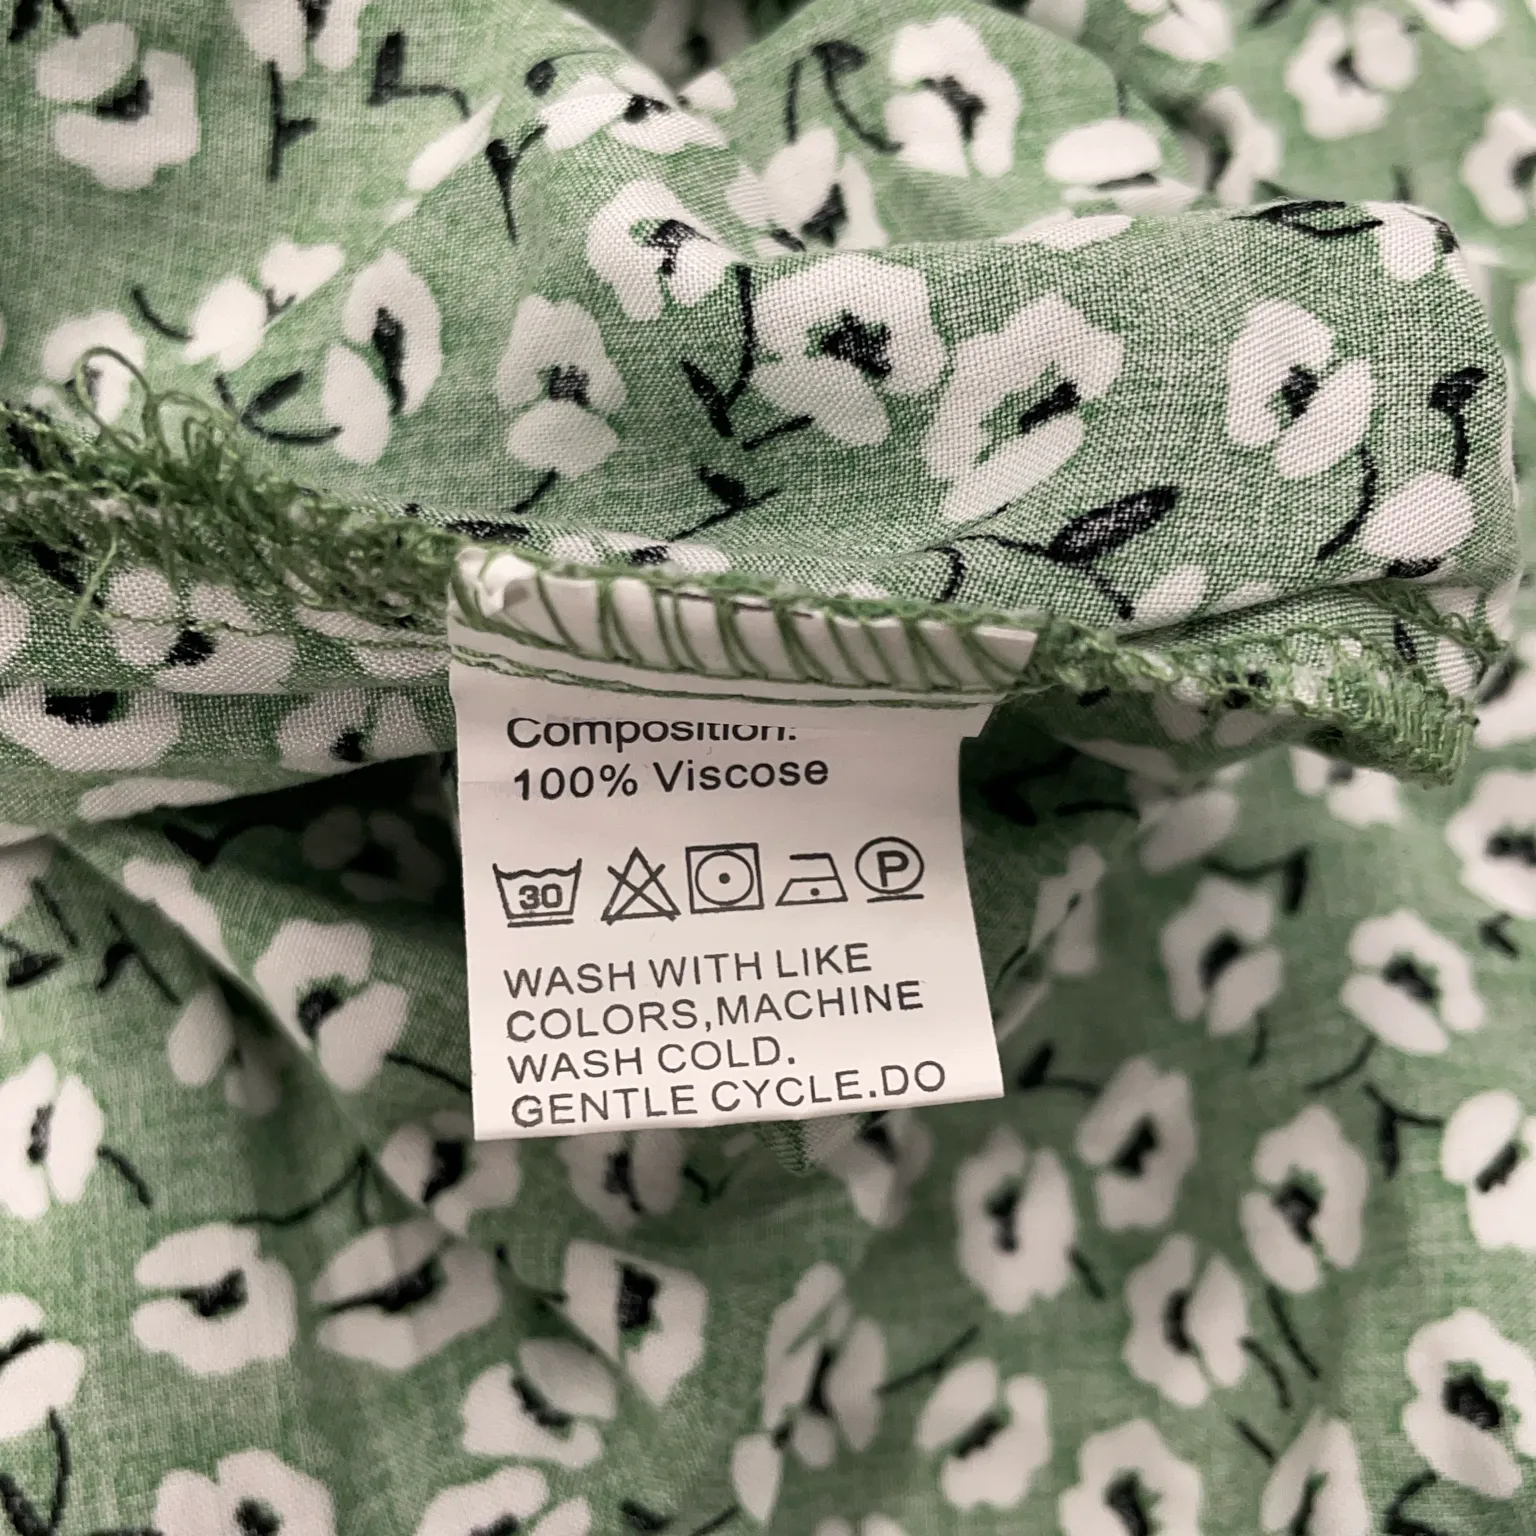 Composition:
100% Viscose
30 P
WASH WITH LIKE
COLORS,MACHINE
WASH COLD.
GENTLE CYCLE.DO